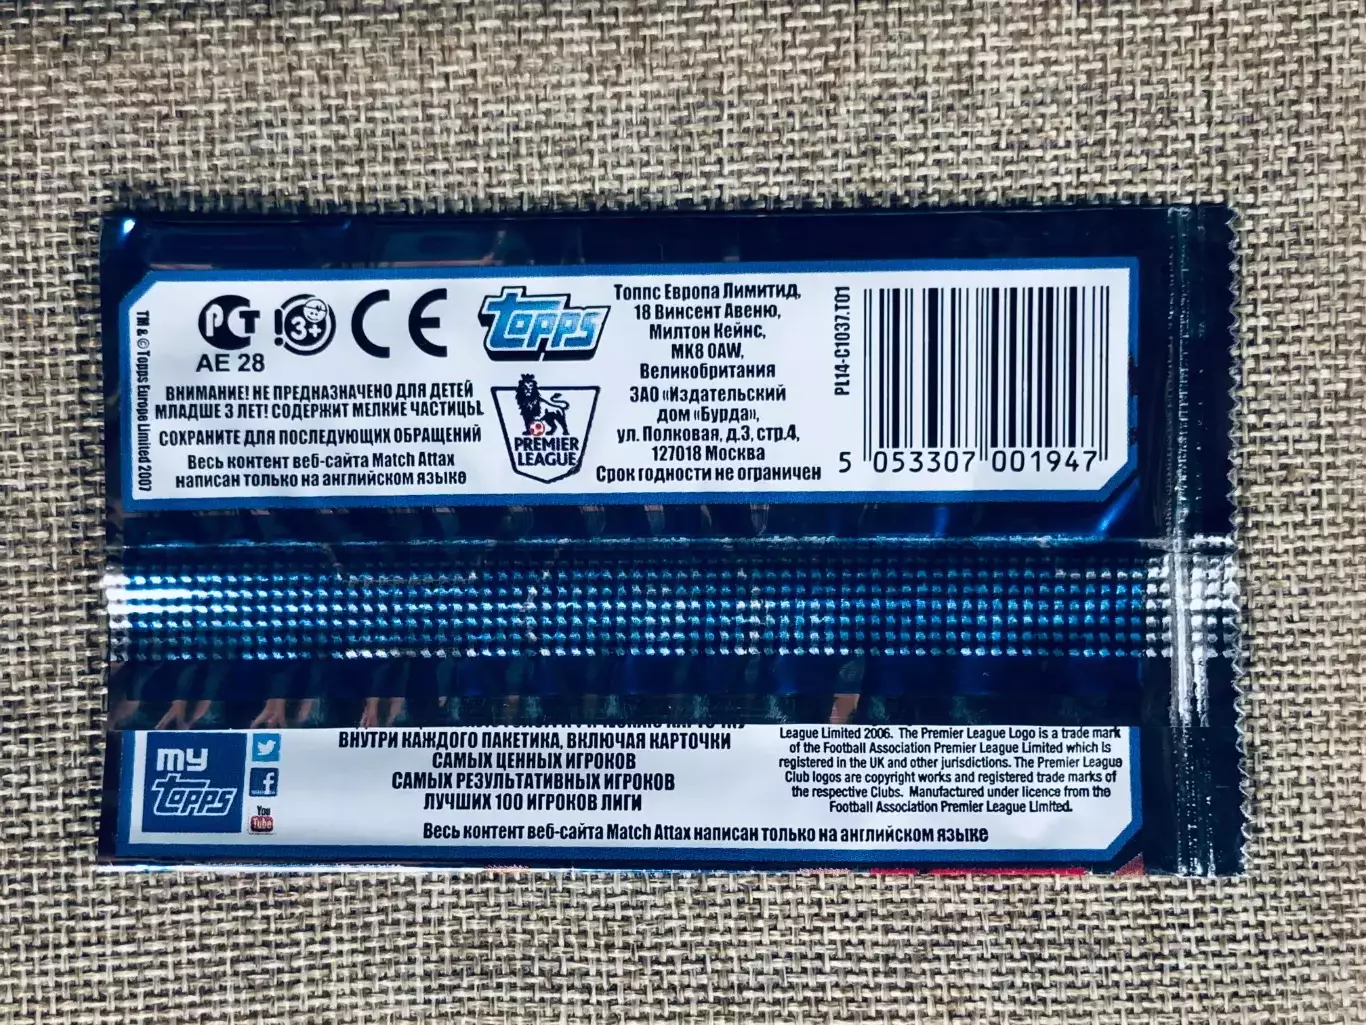 TM & © Topps Europe Limited 2007
РСТ
3+
CE
AE 28
ВНИМАНИЕ! НЕ ПРЕДНАЗНАЧЕНО ДЛЯ ДЕТЕЙ
МЛАДШЕ 3 ЛЕТ! СОДЕРЖИТ МЕЛКИЕ ЧАСТИЦЫ.
СОХРАНИТЕ ДЛЯ ПОСЛЕДУЮЩИХ ОБРАЩЕНИЙ
Весь контент веб-сайта Match Attax
написан только на английском языке
topps
PREMIER
LEAGUE
Топпс Европа Лимитид,
18 Винсент Авеню,
Милтон Кейнс,
МК8 0AW,
Великобритания
ЗАО «Издательский
дом «Бурда»,
ул. Полковая, д.3, стр.4,
127018 Москва
Срок годности не ограничен
PL14-C1037.T01
5 053307 001947
my
topps
You
Tube
ВНУТРИ КАЖДОГО ПАКЕТИКА, ВКЛЮЧАЯ КАРТОЧКИ
САМЫХ ЦЕННЫХ ИГРОКОВ
САМЫХ РЕЗУЛЬТАТИВНЫХ ИГРОКОВ
ЛУЧШИХ 100 ИГРОКОВ ЛИГИ
League Limited 2006. The Premier League Logo is a trade mark
of the Football Association Premier League Limited which is
registered in the UK and other jurisdictions. The Premier League
Club logos are copyright works and registered trade marks of
the respective Clubs. Manufactured under licence from the
Football Association Premier League Limited.
Весь контент веб-сайта Match Attax написан только на английском языке